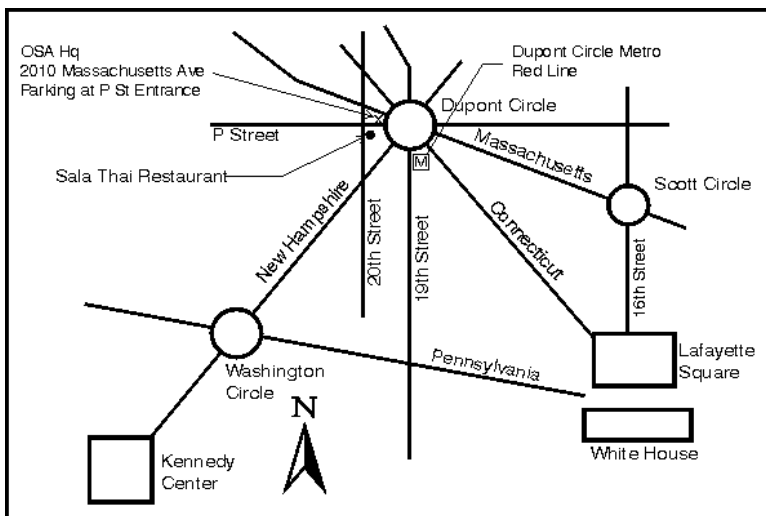 OSA Hq
2010 Massachusetts Ave
Parking at P St Entrance
Dupont Circle Metro
Red Line
Dupont Circle
P Street
Massachusetts
Sala Thai Restaurant
M
Scott Circle
New Hampshire
20th Street
19th Street
Connecticut
16th Street
Washington
Circle
Pennsylvania
Lafayette
Square
N
Kennedy
Center
White House